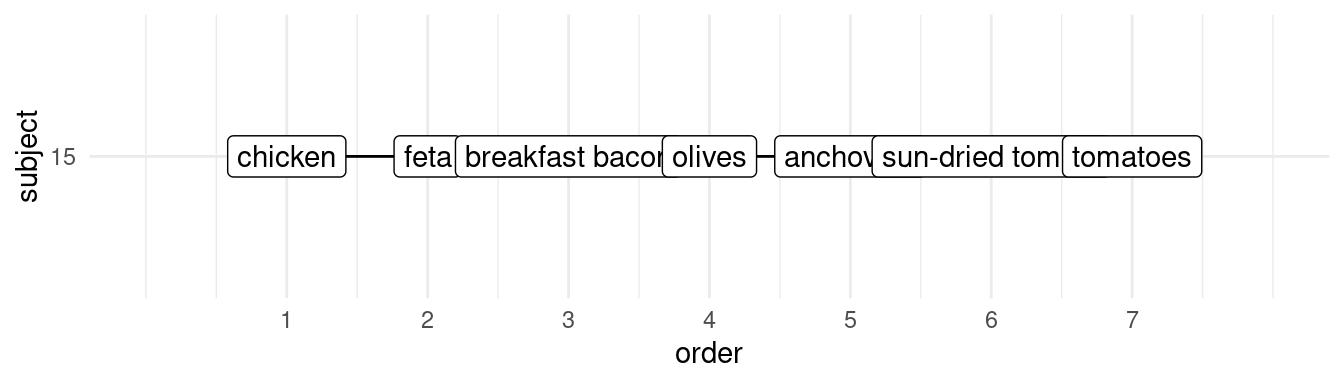 subject
15
chicken
feta
breakfast bacon
olives
anchov
sun-dried tom
tomatoes
1 2 3 4 5 6 7
order